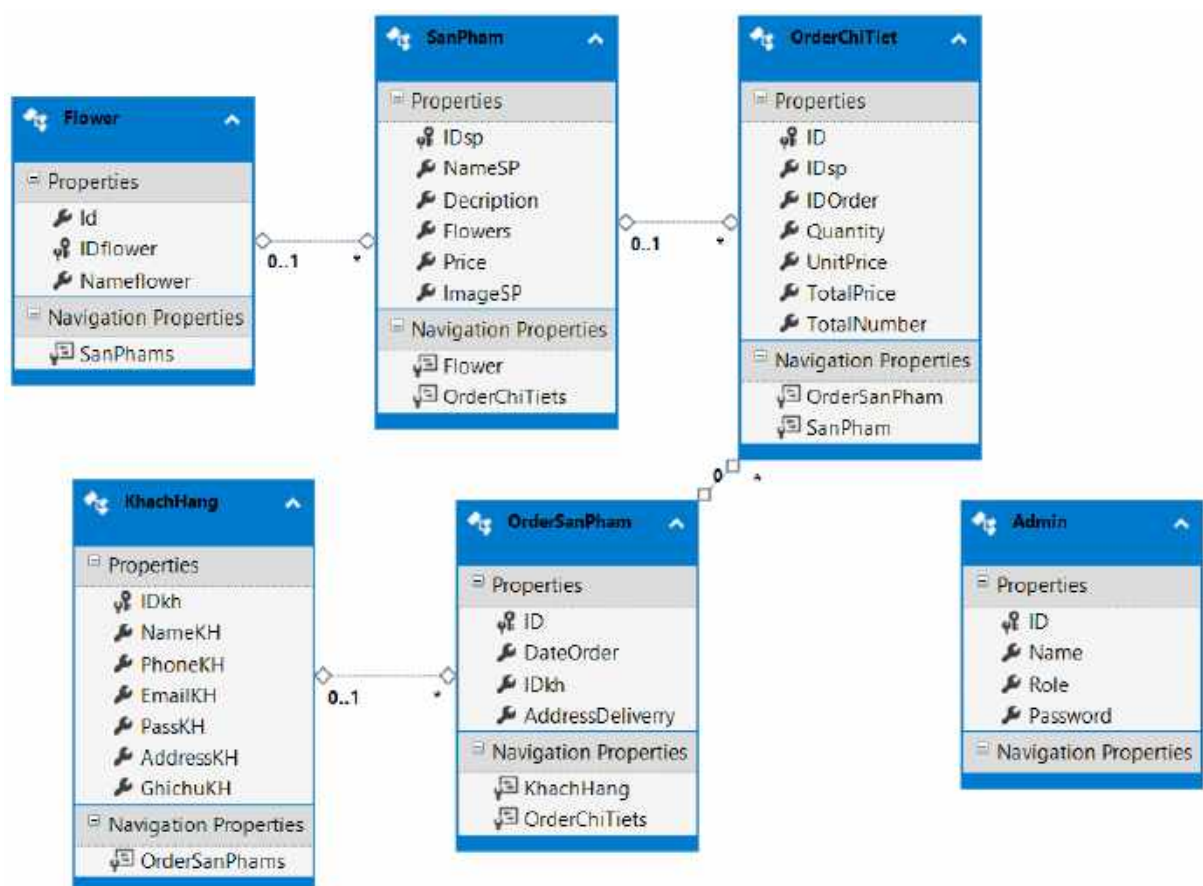 Flower
Properties
Id
IDflower
Nameflower
Navigation Properties
SanPhams
0..1
*
SanPham
Properties
IDsp
NameSP
Decription
Flowers
Price
ImageSP
Navigation Properties
Flower
OrderChiTiets
0..1
*
OrderChiTiet
Properties
ID
IDsp
IDOrder
Quantity
UnitPrice
TotalPrice
TotalNumber
Navigation Properties
OrderSanPham
SanPham
0
*
KhachHang
Properties
IDkh
NameKH
PhoneKH
EmailKH
PassKH
AddressKH
GhichuKH
Navigation Properties
OrderSanPhams
0..1
*
OrderSanPham
Properties
ID
DateOrder
IDkh
AddressDeliverry
Navigation Properties
KhachHang
OrderChiTiets
Admin
Properties
ID
Name
Role
Password
Navigation Properties